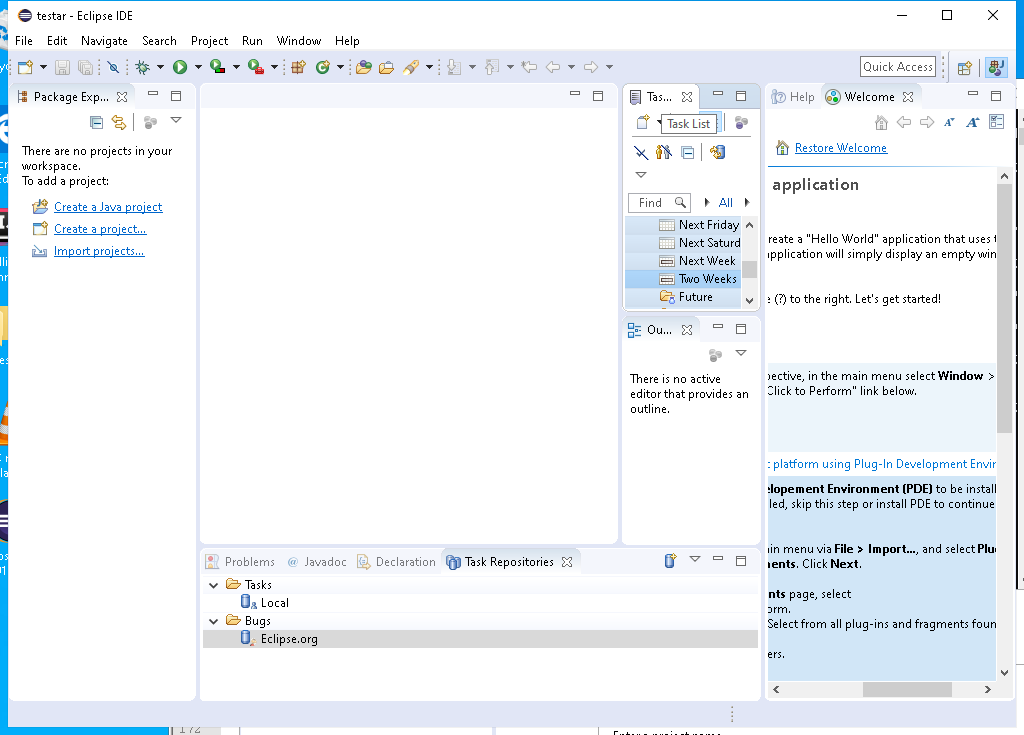 testar - Eclipse IDE
File Edit Navigate Search Project Run Window Help
Quick Access
Package Exp...
There are no projects in your
workspace.
To add a project:
Create a Java project
Create a project...
Import projects...
Tas...
Task List
Find
All
Next Friday
Next Saturd
Next Week
Two Weeks
Future
Ou...
There is no active
editor that provides an
outline.
Help
Welcome
Restore Welcome
application
reate a "Hello World" application that uses t
application will simply display an empty win
e (?) to the right. Let's get started!
pective, in the main menu select Window >
Click to Perform" link below.
t platform using Plug-In Development Envir
elopement Environment (PDE) to be install
led, skip this step or install PDE to continue
in menu via File > Import..., and select Plu
ents. Click Next.
nts page, select
orm.
Select from all plug-ins and fragments foun
ers.
Problems
@ Javadoc
Declaration
Task Repositories
Tasks
Local
Bugs
Eclipse.org
172